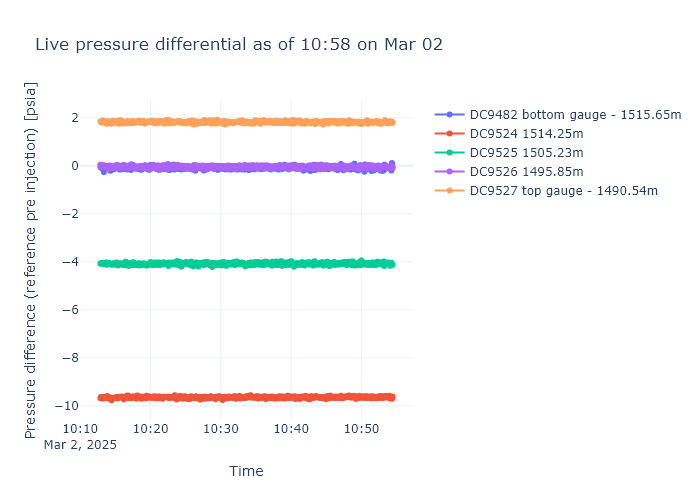 Live pressure differential as of 10:58 on Mar 02
Pressure difference (reference pre injection) [psia]
2
0
−2
−4
−6
−8
−10
10:10
10:20
10:30
10:40
10:50
Mar 2, 2025
Time
DC9482 bottom gauge - 1515.65m
DC9524 1514.25m
DC9525 1505.23m
DC9526 1495.85m
DC9527 top gauge - 1490.54m